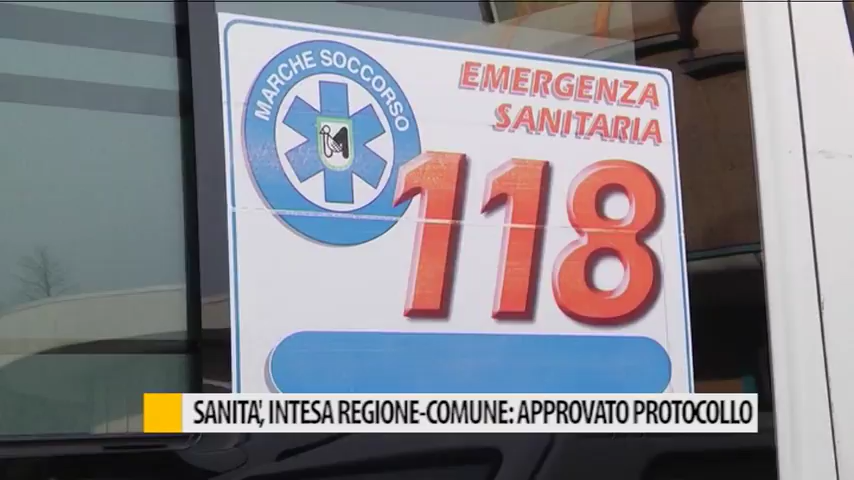 MARCHE SOCCORSO
EMERGENZA
SANITARIA
118
SANITA', INTESA REGIONE-COMUNE: APPROVATO PROTOCOLLO